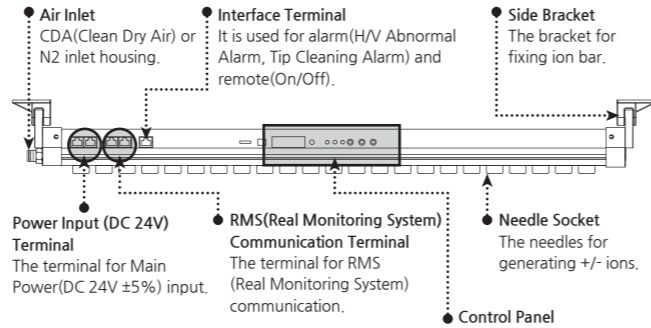 Air Inlet
CDA(Clean Dry Air) or
N2 inlet housing.
Interface Terminal
It is used for alarm(H/V Abnormal
Alarm, Tip Cleaning Alarm) and
remote(On/Off).
Side Bracket
The bracket for
fixing ion bar.
Power Input (DC 24V)
Terminal
The terminal for Main
Power(DC 24V ±5%) input.
RMS(Real Monitoring System)
Communication Terminal
The terminal for RMS
(Real Monitoring System)
communication.
Needle Socket
The needles for
generating +/- ions.
Control Panel